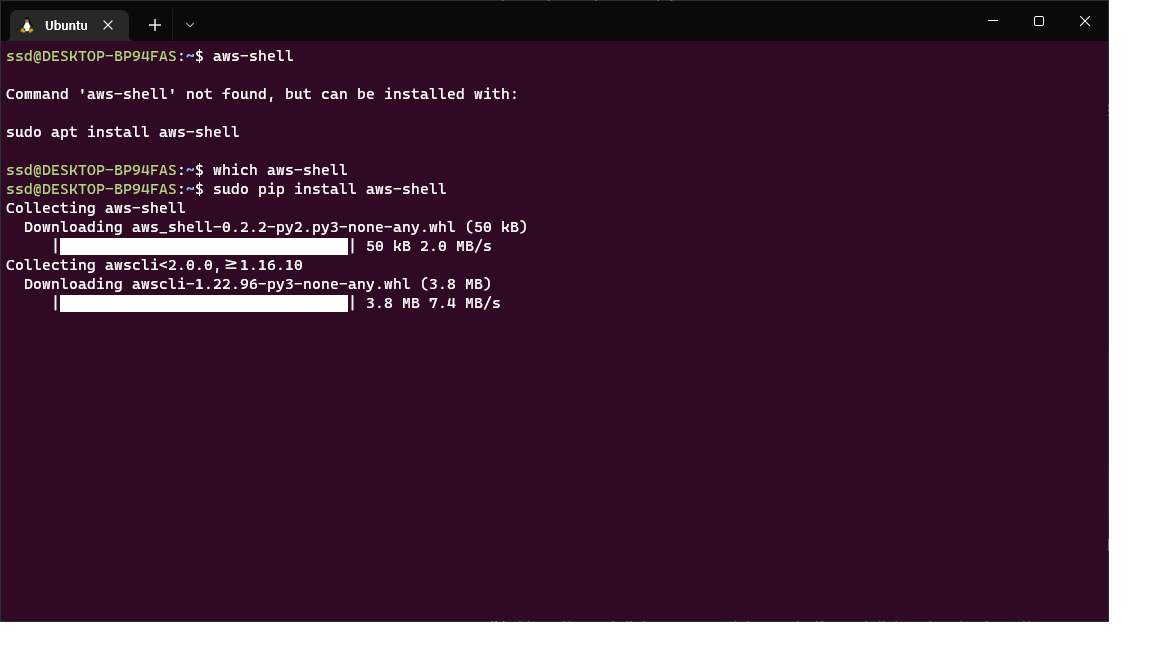 Ubuntu
ssd@DESKTOP-BP94FAS:~$ aws-shell
Command 'aws-shell' not found, but can be installed with:
sudo apt install aws-shell
ssd@DESKTOP-BP94FAS:~$ which aws-shell
ssd@DESKTOP-BP94FAS:~$ sudo pip install aws-shell
Collecting aws-shell
  Downloading aws_shell-0.2.2-py2.py3-none-any.whl (50 kB)
     || 50 kB 2.0 MB/s
Collecting awscli<2.0.0,≥1.16.10
  Downloading awscli-1.22.96-py3-none-any.whl (3.8 MB)
     || 3.8 MB 7.4 MB/s